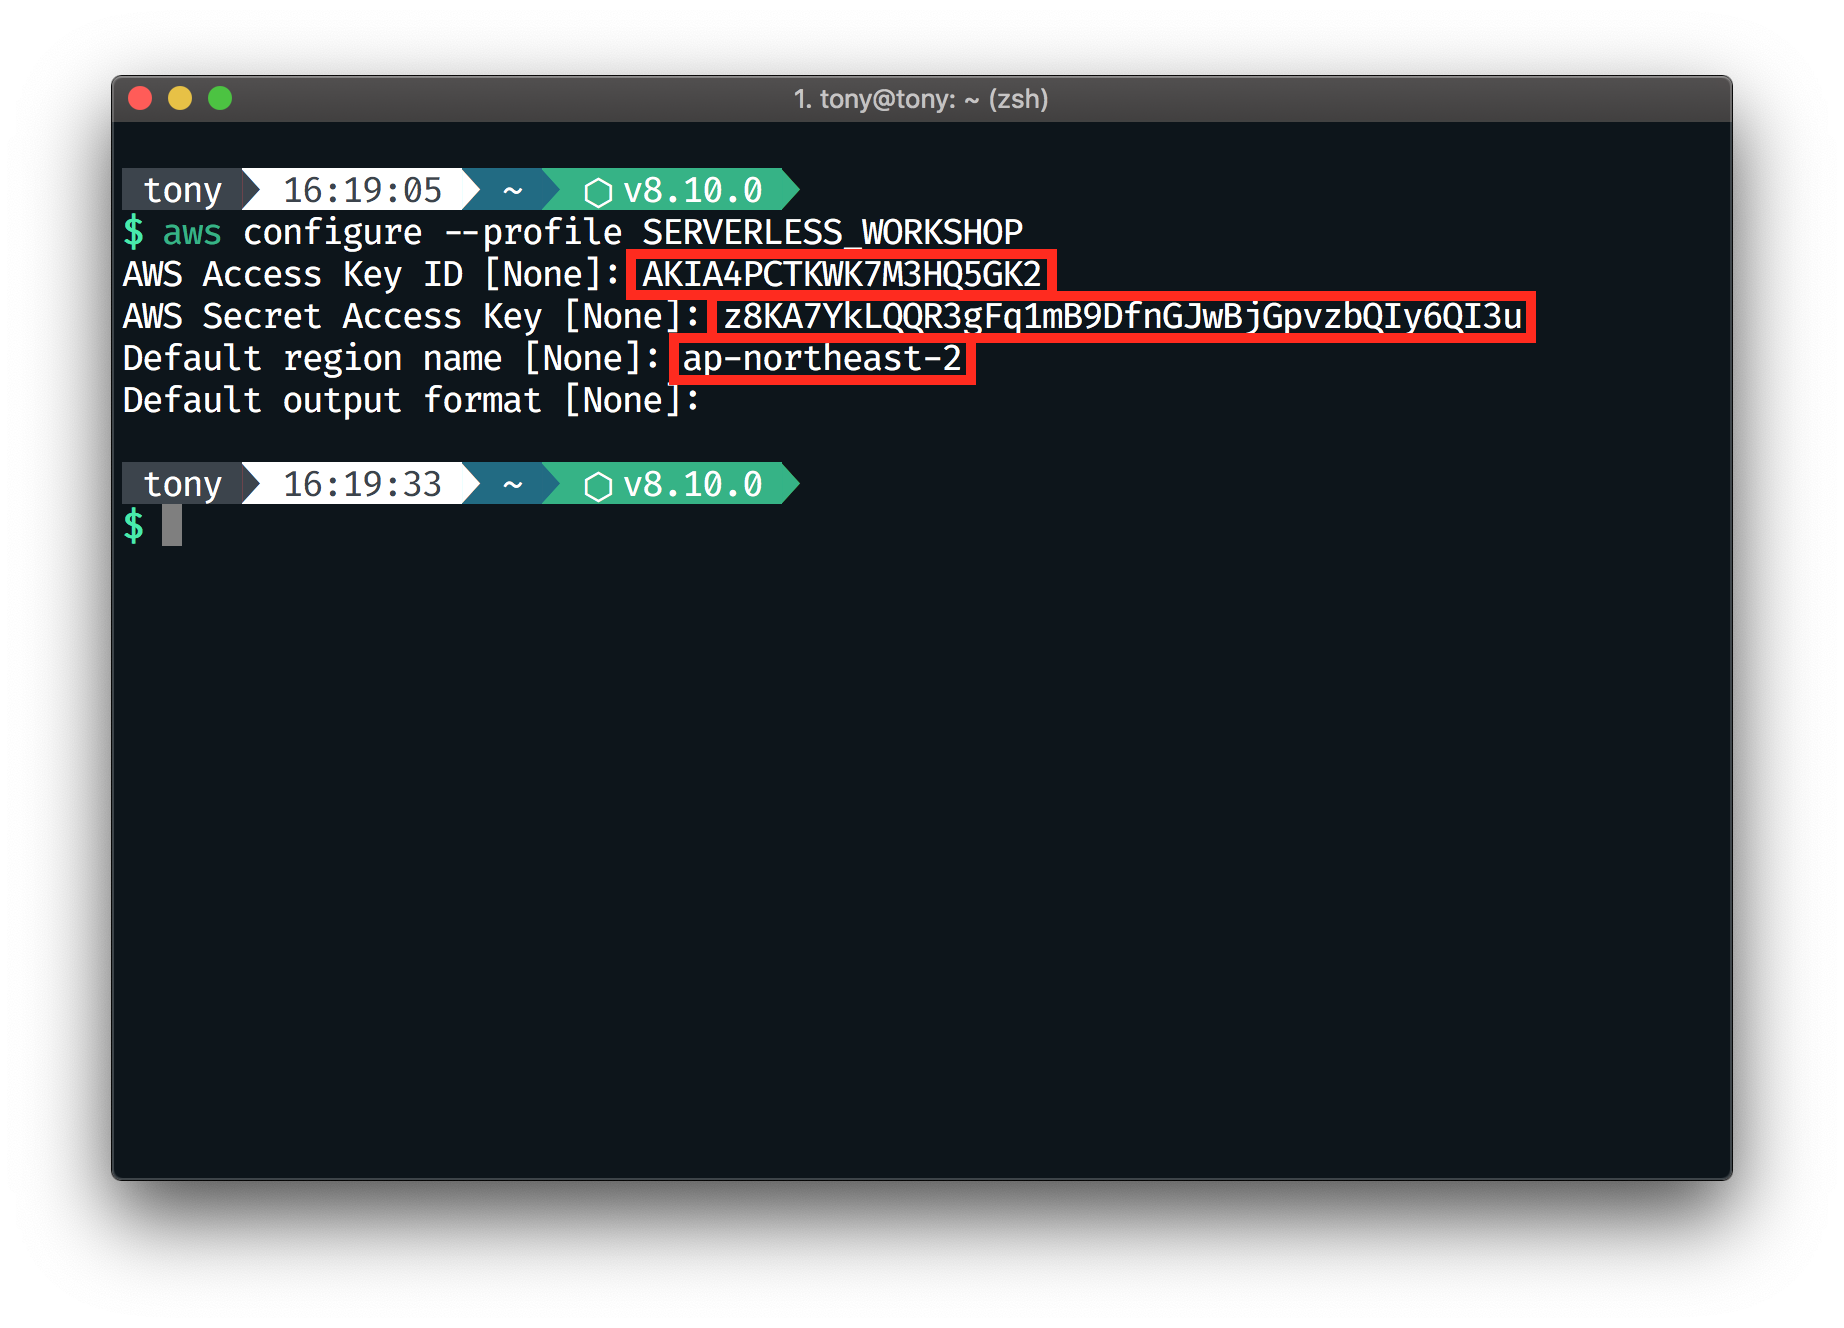 1. tony@tony: ~ (zsh)
tony 16:19:05 ~ ⬡ v8.10.0
$ aws configure --profile SERVERLESS_WORKSHOP
AWS Access Key ID [None]: AKIA4PCTKWK7M3HQ5GK2
AWS Secret Access Key [None]: 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
Default region name [None]: ap-northeast-2
Default output format [None]:
tony 16:19:33 ~ ⬡ v8.10.0
$